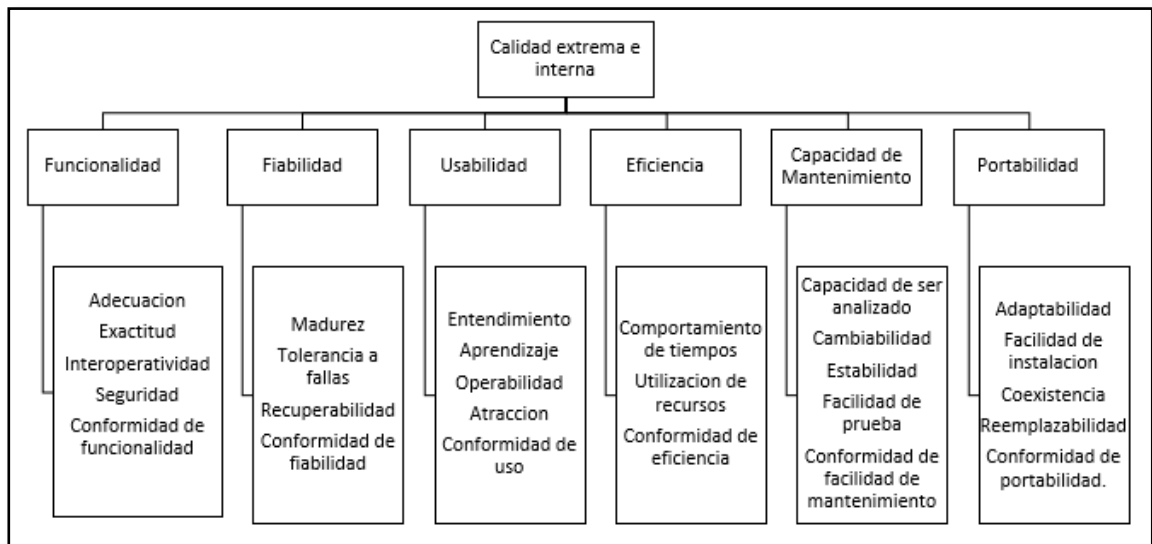 Calidad extrema e
interna
Funcionalidad
Fiabilidad
Usabilidad
Eficiencia
Capacidad de
Mantenimiento
Portabilidad
Adecuacion
Exactitud
Interoperatividad
Seguridad
Conformidad de
funcionalidad
Madurez
Tolerancia a
fallas
Recuperabilidad
Conformidad de
fiabilidad
Entendimiento
Aprendizaje
Operabilidad
Atraccion
Conformidad de
uso
Comportamiento
de tiempos
Utilizacion de
recursos
Conformidad de
eficiencia
Capacidad de ser
analizado
Cambiabilidad
Estabilidad
Facilidad de
prueba
Conformidad de
facilidad de
mantenimiento
Adaptabilidad
Facilidad de
instalacion
Coexistencia
Reemplazabilidad
Conformidad de
portabilidad.